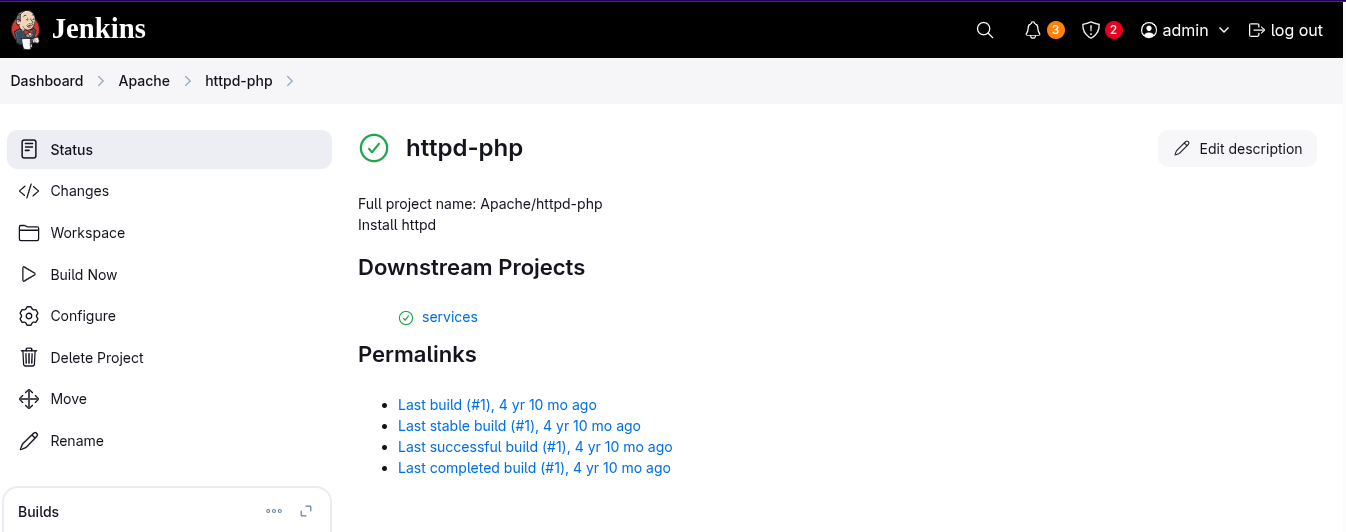 Jenkins
3
2
admin
log out
Dashboard
Apache
httpd-php
Status
Changes
Workspace
Build Now
Configure
Delete Project
Move
Rename
Builds
httpd-php
Edit description
Full project name: Apache/httpd-php
Install httpd
Downstream Projects
services
Permalinks
Last build (#1), 4 yr 10 mo ago
Last stable build (#1), 4 yr 10 mo ago
Last successful build (#1), 4 yr 10 mo ago
Last completed build (#1), 4 yr 10 mo ago